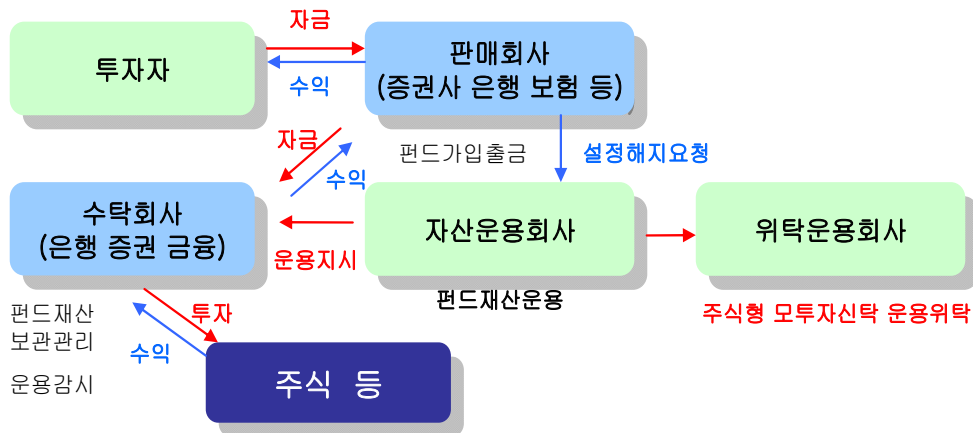 자금
투자자
판매회사
(증권사 은행 보험 등)
수익
자금
펀드가입출금
설정해지요청
수익
수탁회사
(은행 증권 금융)
자산운용회사
위탁운용회사
운용지시
펀드재산운용
펀드재산
보관관리
투자
주식형 모투자신탁 운용위탁
수익
운용감시
주식 등